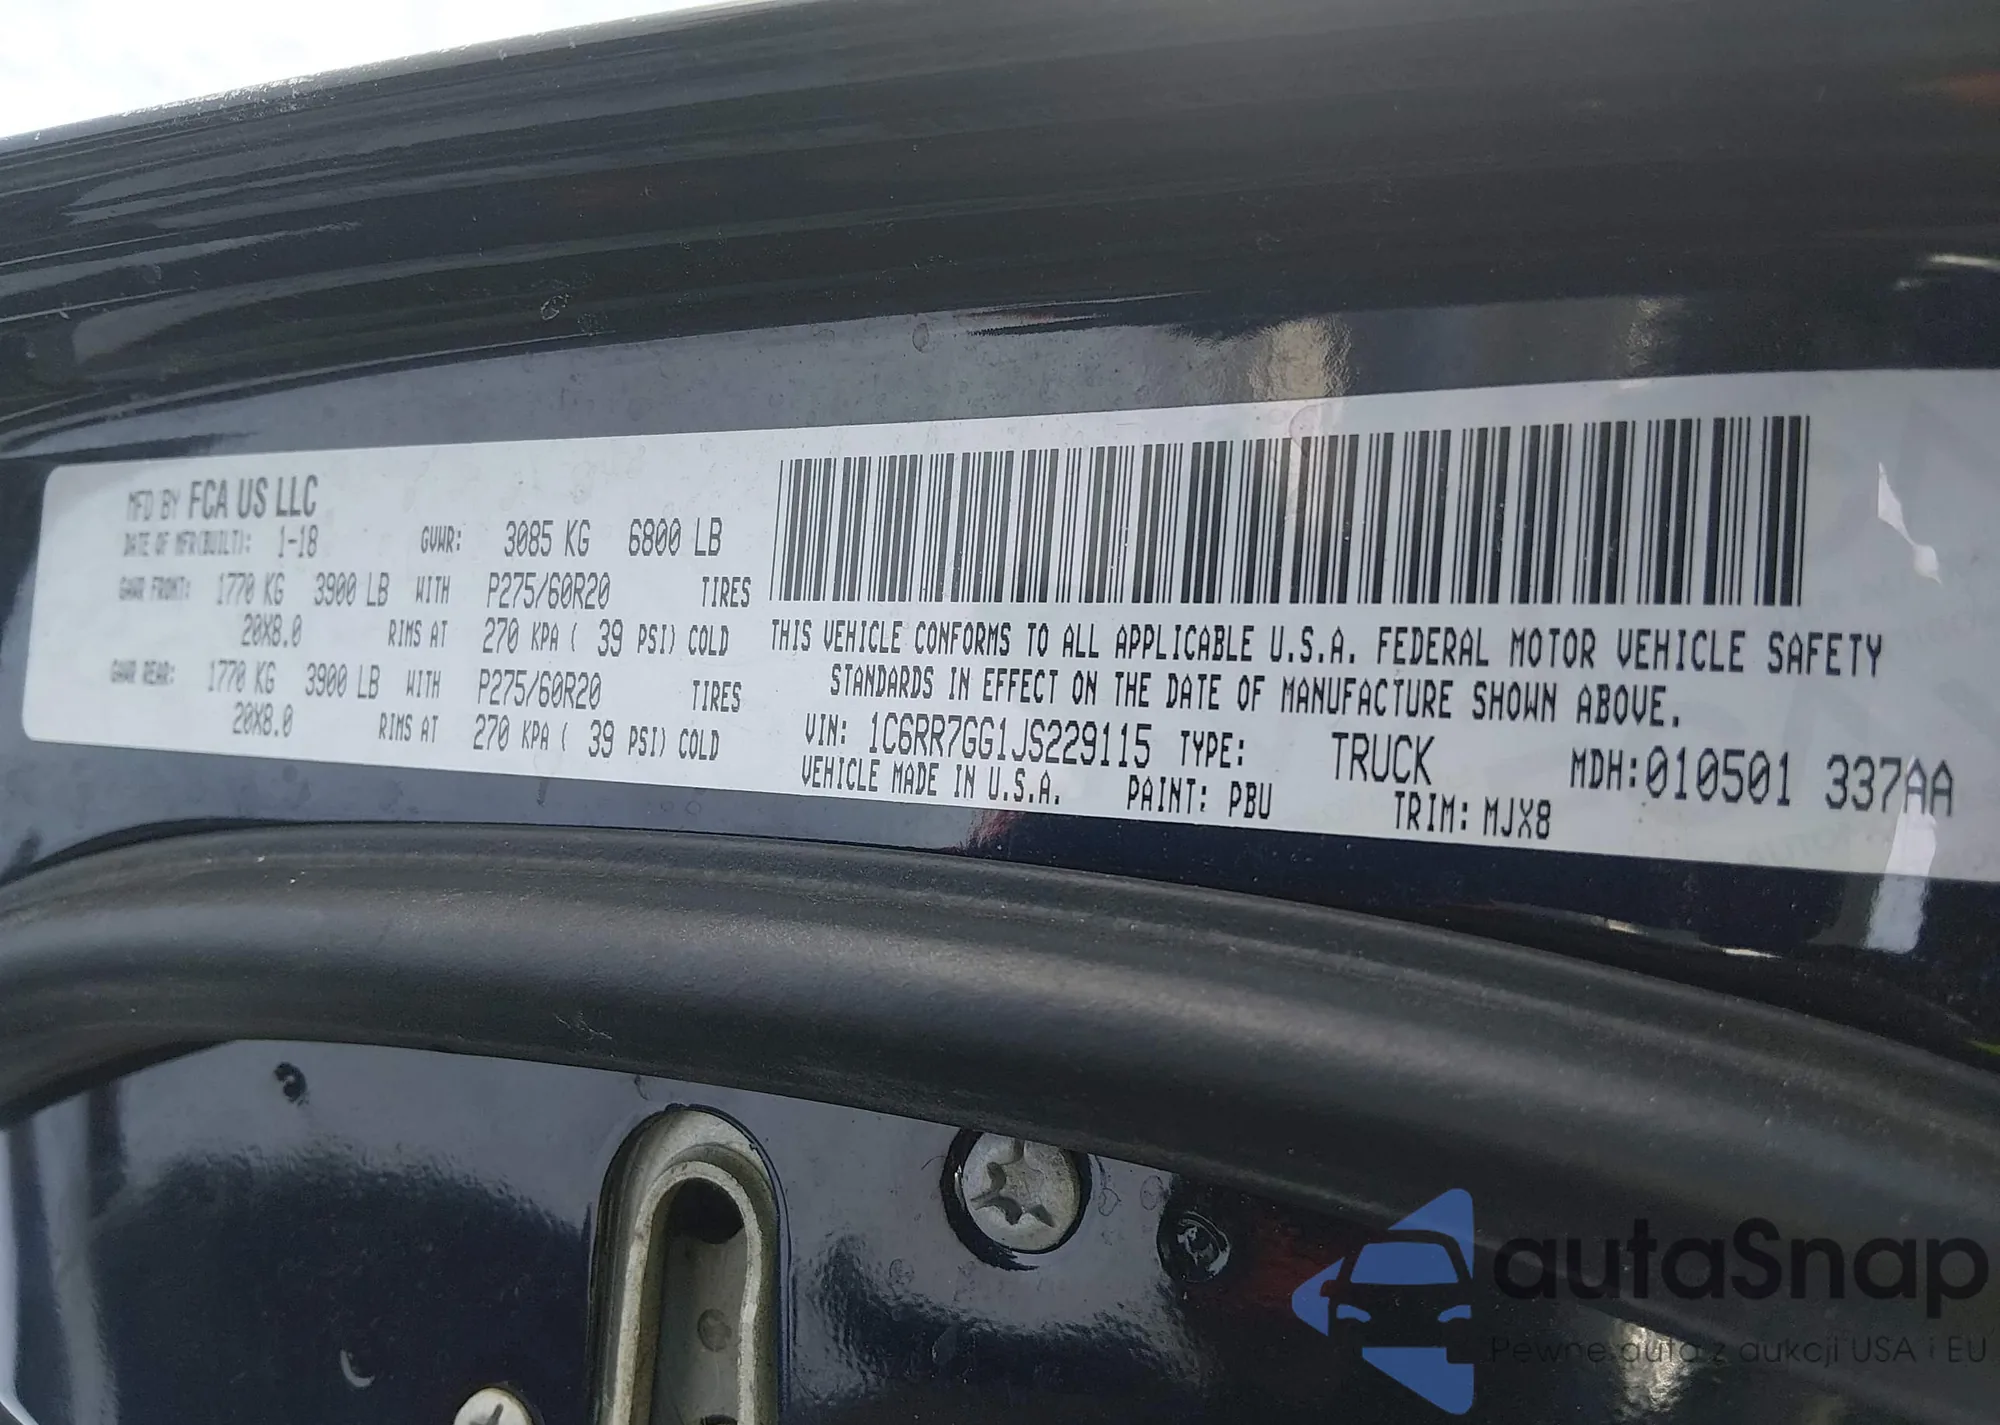 MFD BY FCA US LLC
DATE OF MFR(BUILT): 1-18 GVWR: 3085 KG 6800 LB
GAWR FRONT: 1770 KG 3900 LB WITH P275/60R20 TIRES
20X8.0 RIMS AT 270 KPA ( 39 PSI) COLD
GAWR REAR: 1770 KG 3900 LB WITH P275/60R20 TIRES
20X8.0 RIMS AT 270 KPA ( 39 PSI) COLD
THIS VEHICLE CONFORMS TO ALL APPLICABLE U.S.A. FEDERAL MOTOR VEHICLE SAFETY
STANDARDS IN EFFECT ON THE DATE OF MANUFACTURE SHOWN ABOVE.
VIN: 1C6RR7GG1JS229115 TYPE: TRUCK MDH:010501 337AA
VEHICLE MADE IN U.S.A. PAINT: PBU TRIM: MJX8
autaSnap
Pewne auta z aukcji USA i EU